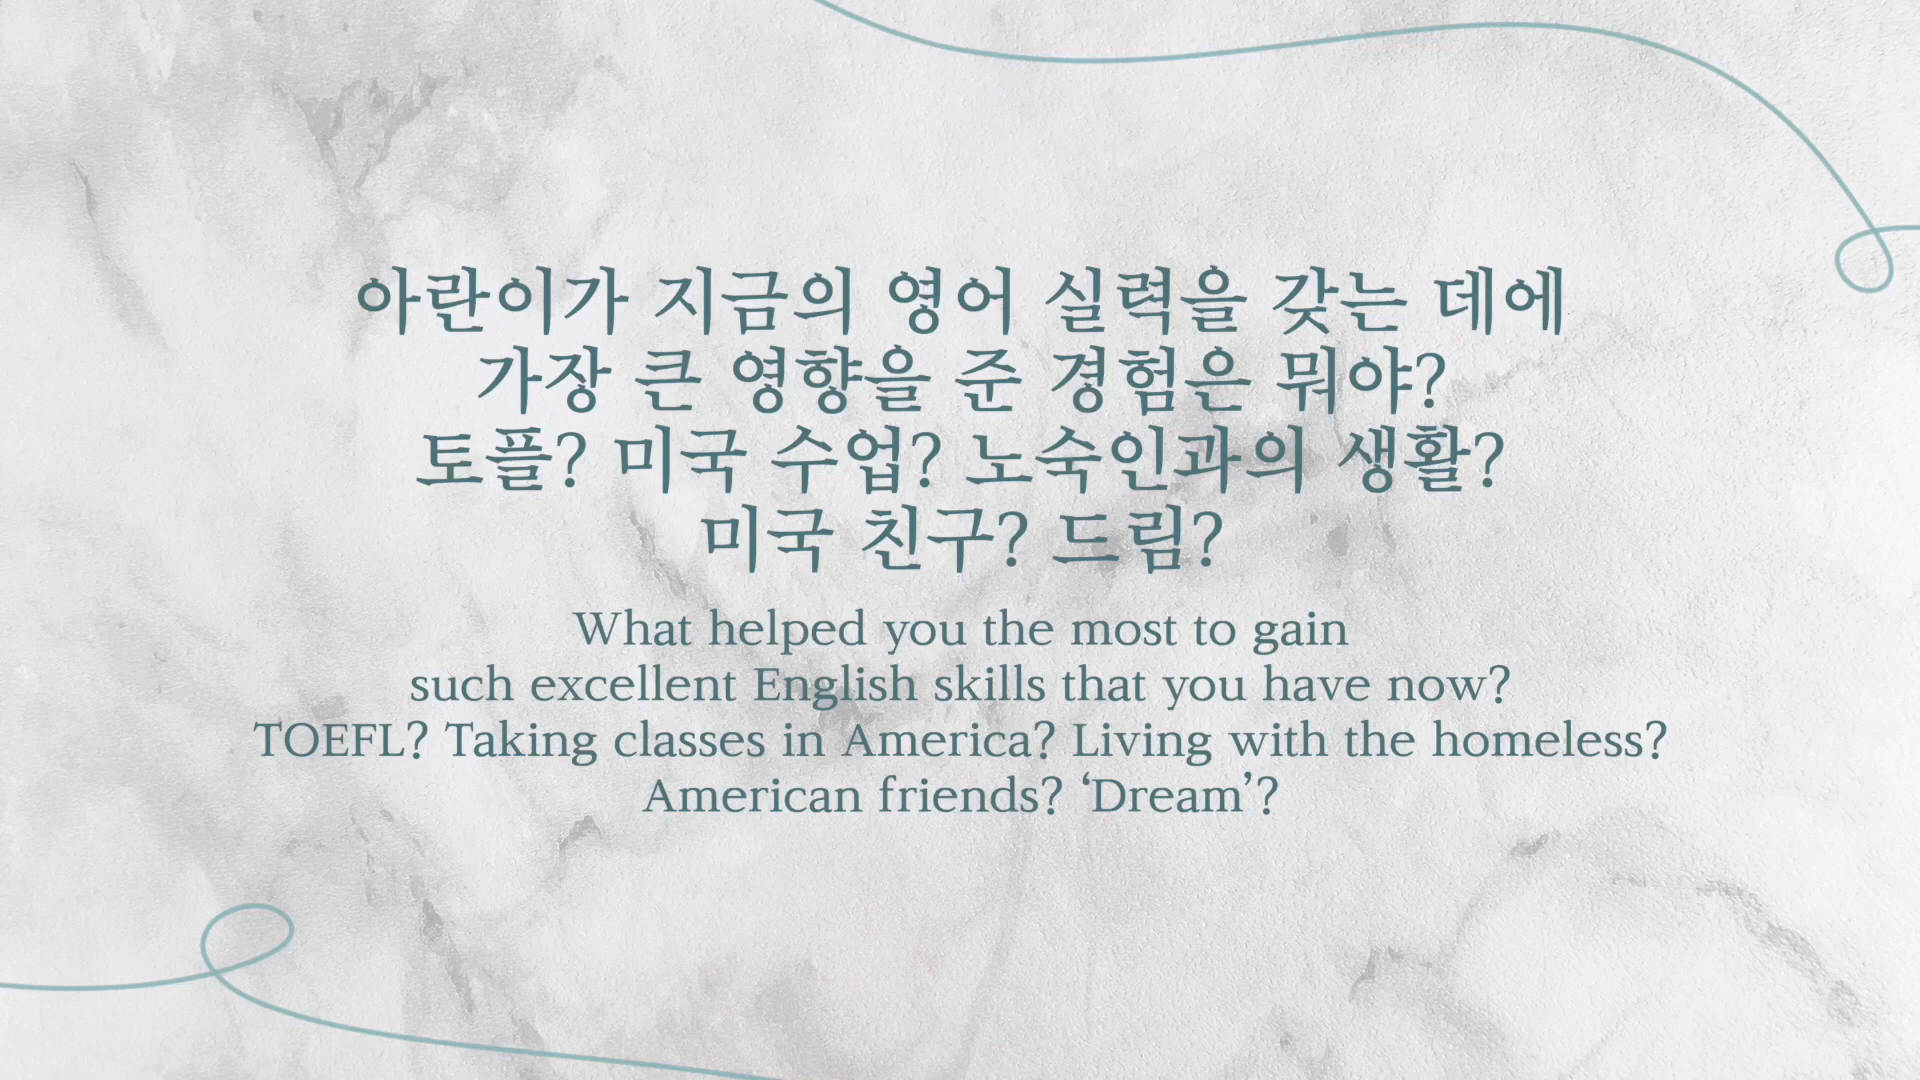 아란이가 지금의 영어 실력을 갖는 데에
가장 큰 영향을 준 경험은 뭐야?
토플? 미국 수업? 노숙인과의 생활?
미국 친구? 드림?
What helped you the most to gain
such excellent English skills that you have now?
TOEFL? Taking classes in America? Living with the homeless?
American friends? ‘Dream’?